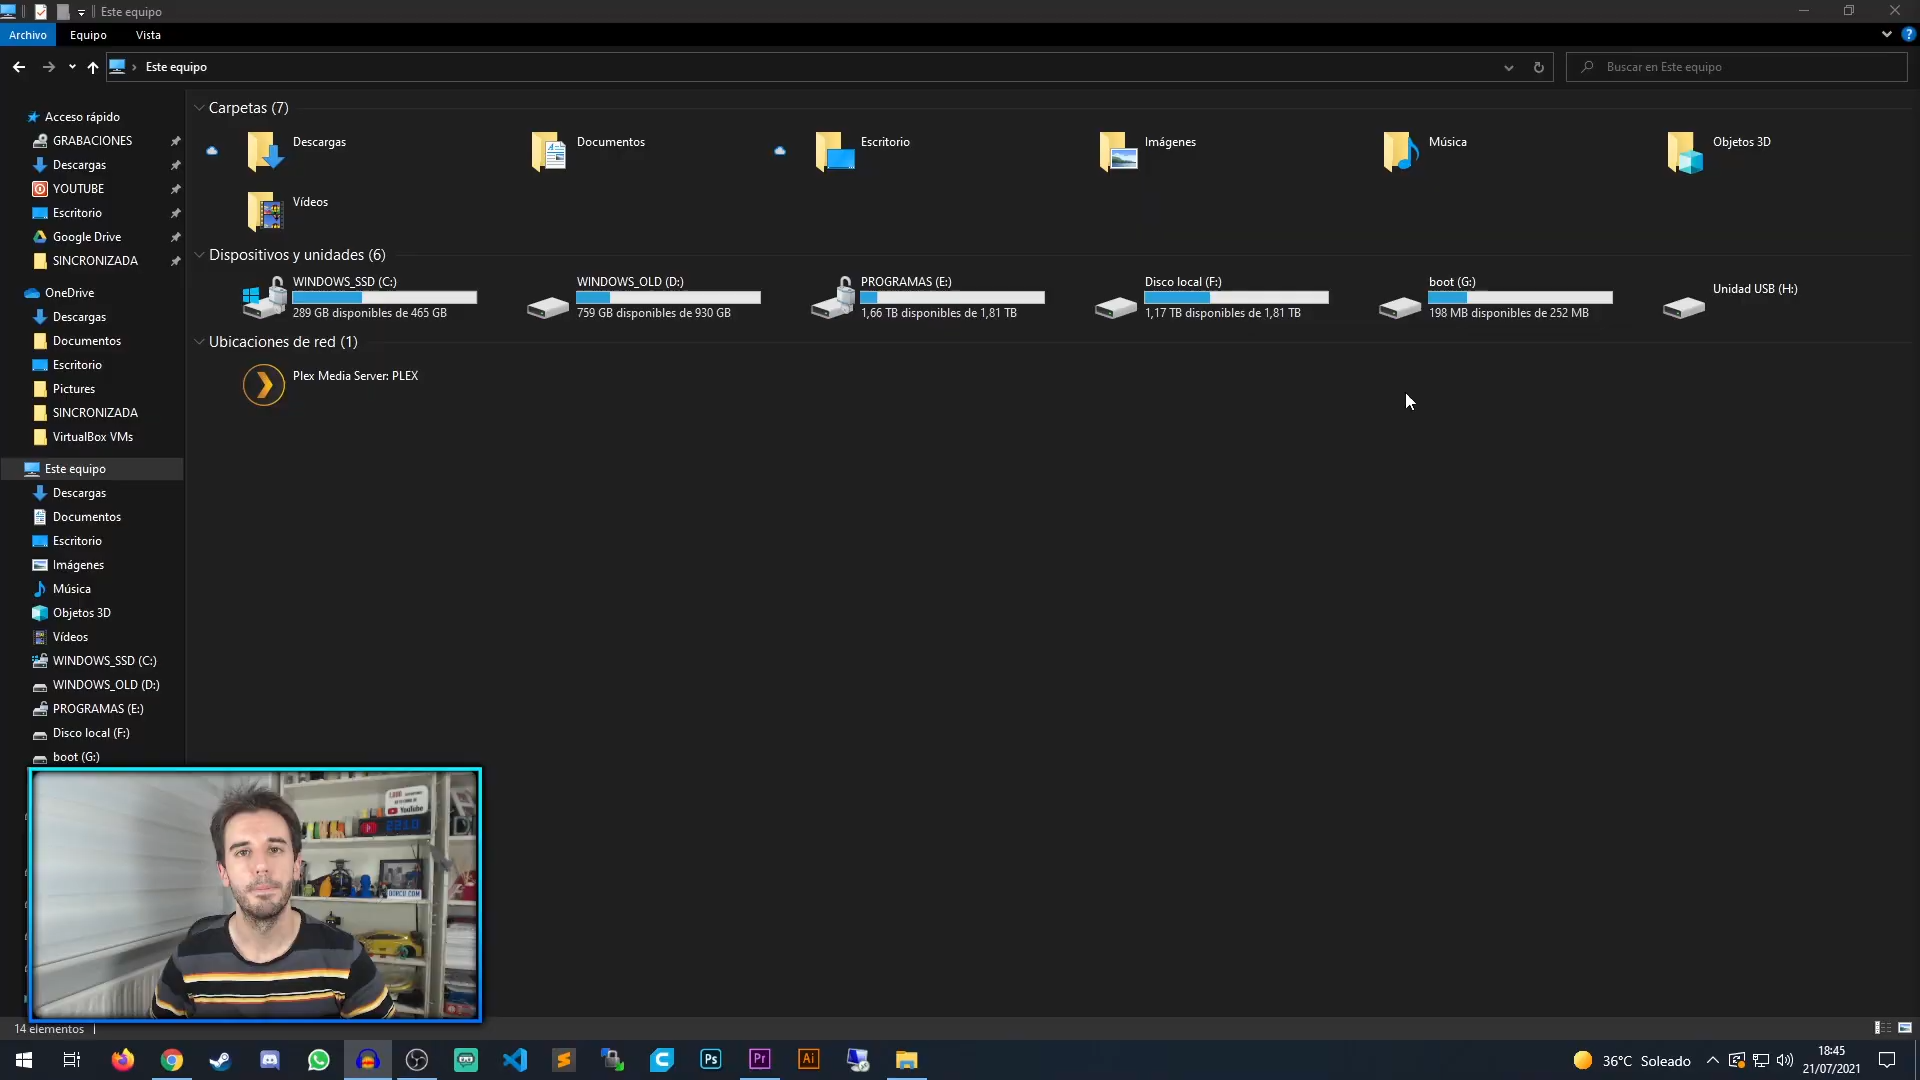 Este equipo
Archivo
Equipo
Vista
Este equipo
Buscar en Este equipo
Acceso rápido
GRABACIONES
Descargas
YOUTUBE
Escritorio
Google Drive
SINCRONIZADA
OneDrive
Descargas
Documentos
Escritorio
Pictures
SINCRONIZADA
VirtualBox VMs
Este equipo
Descargas
Documentos
Escritorio
Imágenes
Música
Objetos 3D
Vídeos
WINDOWS_SSD (C:)
WINDOWS_OLD (D:)
PROGRAMAS (E:)
Disco local (F:)
boot (G:)
Carpetas (7)
Descargas
Documentos
Escritorio
Imágenes
Música
Objetos 3D
Vídeos
Dispositivos y unidades (6)
WINDOWS_SSD (C:)
289 GB disponibles de 465 GB
WINDOWS_OLD (D:)
759 GB disponibles de 930 GB
PROGRAMAS (E:)
1,66 TB disponibles de 1,81 TB
Disco local (F:)
1,17 TB disponibles de 1,81 TB
boot (G:)
198 MB disponibles de 252 MB
Unidad USB (H:)
Ubicaciones de red (1)
Plex Media Server: PLEX
YouTube
14 elementos
Ps
Pr
Ai
36°C Soleado
18:45
21/07/2021